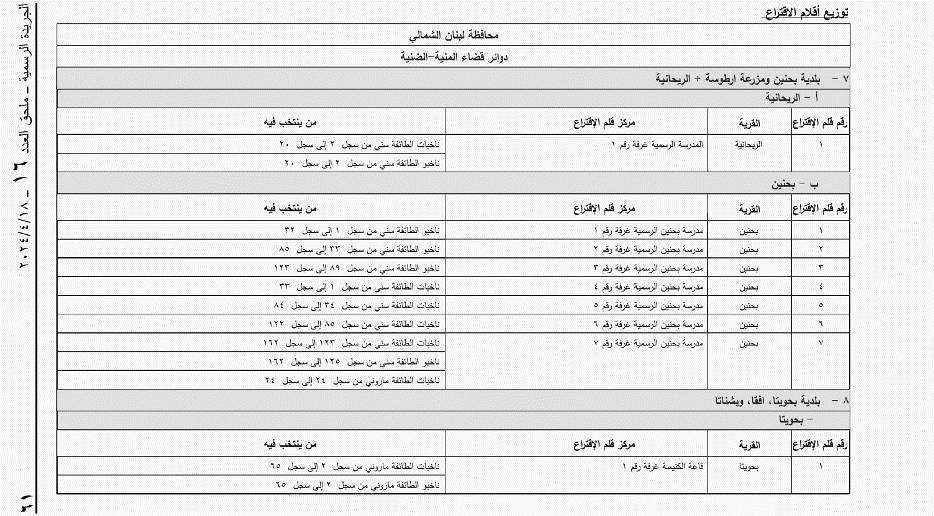 توزيع أقلام الاقتراع
محافظة لبنان الشمالي
دوائر قضاء المنية-الضنية
٧ - بلدية بحنين ومزرعة ارطوسة + الريحانية
أ - الريحانية
رقم قلم الإقتراع القرية مركز قلم الإقتراع من ينتخب فيه
١ الريحانية المدرسة الرسمية غرفة رقم ١ ناخبات الطائفة سني من سجل ٢ إلى سجل ٢٠
ناخبو الطائفة سني من سجل ٢ إلى سجل ٢٠
ب - بحنين
رقم قلم الإقتراع القرية مركز قلم الإقتراع من ينتخب فيه
١ بحنين مدرسة بحنين الرسمية غرفة رقم ١ ناخبو الطائفة سني من سجل ١ إلى سجل ٣٢
٢ بحنين مدرسة بحنين الرسمية غرفة رقم ٢ ناخبو الطائفة سني من سجل ٣٣ إلى سجل ٨٥
٣ بحنين مدرسة بحنين الرسمية غرفة رقم ٣ ناخبو الطائفة سني من سجل ٨٩ إلى سجل ١٢٣
٤ بحنين مدرسة بحنين الرسمية غرفة رقم ٤ ناخبات الطائفة سني من سجل ١ إلى سجل ٣٣
٥ بحنين مدرسة بحنين الرسمية غرفة رقم ٥ ناخبات الطائفة سني من سجل ٣٤ إلى سجل ٨٤
٦ بحنين مدرسة بحنين الرسمية غرفة رقم ٦ ناخبات الطائفة سني من سجل ٨٥ إلى سجل ١٢٢
٧ بحنين مدرسة بحنين الرسمية غرفة رقم ٧ ناخبات الطائفة سني من سجل ١٢٣ إلى سجل ١٦٢
ناخبو الطائفة سني من سجل ١٢٥ إلى سجل ١٦٢
ناخبات الطائفة ماروني من سجل ٢٤ إلى سجل ٢٤
٨ - بلدية بحويتا، افقا، وبشناتا
- بحويتا
رقم قلم الإقتراع القرية مركز قلم الإقتراع من ينتخب فيه
١ بحويتا قاعة الكنيسة غرفة رقم ١ ناخبات الطائفة ماروني من سجل ٢ إلى سجل ٦٥
ناخبو الطائفة ماروني من سجل ٢ إلى سجل ٦٥
الجريدة الرسمية - ملحق العدد ١٦ - ٢٠٢٤/٤/١٨
٦١